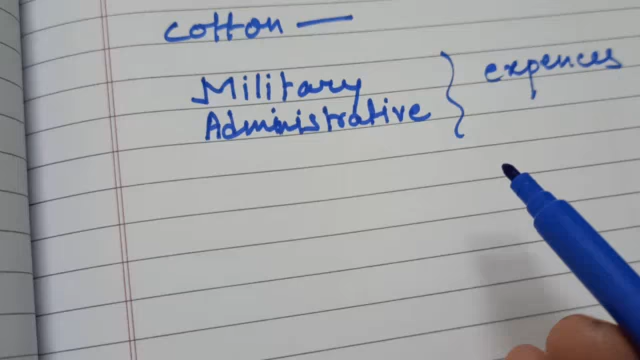 Cotton —
Military } expences
Administrative